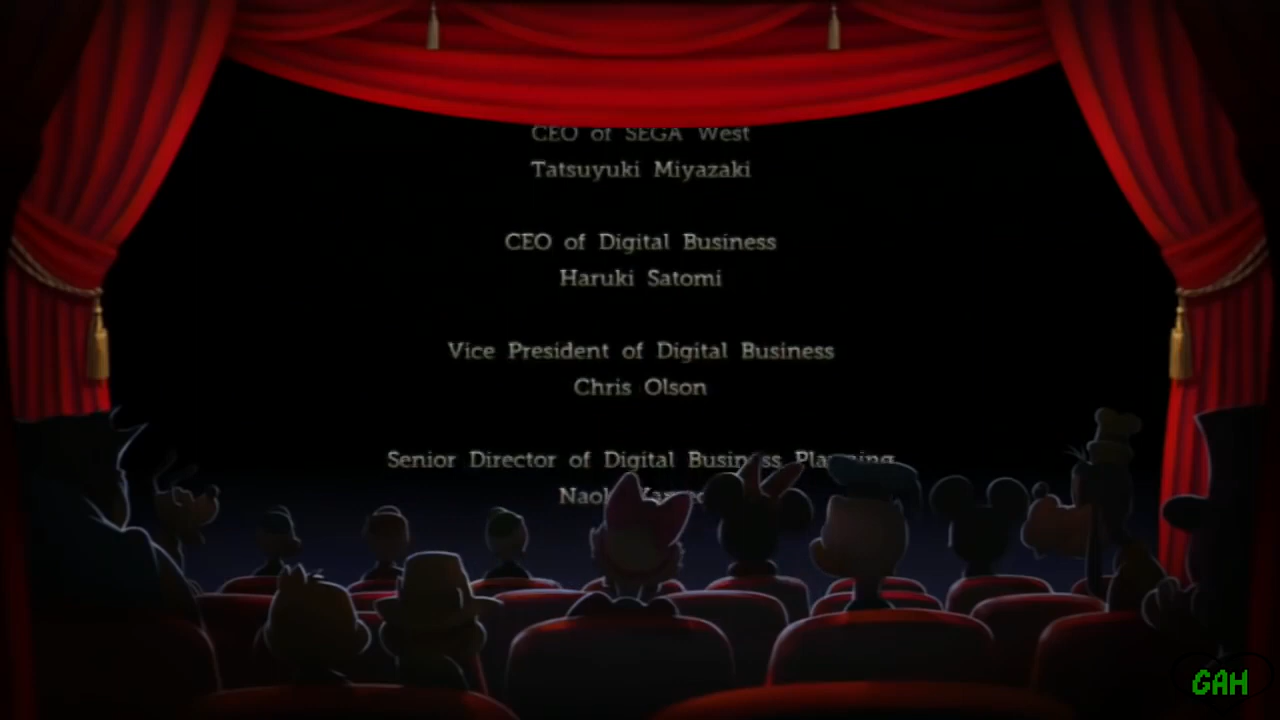 CEO of SEGA West
Tatsuyuki Miyazaki
CEO of Digital Business
Haruki Satomi
Vice President of Digital Business
Chris Olson
Senior Director of Digital Business Planning
GAH